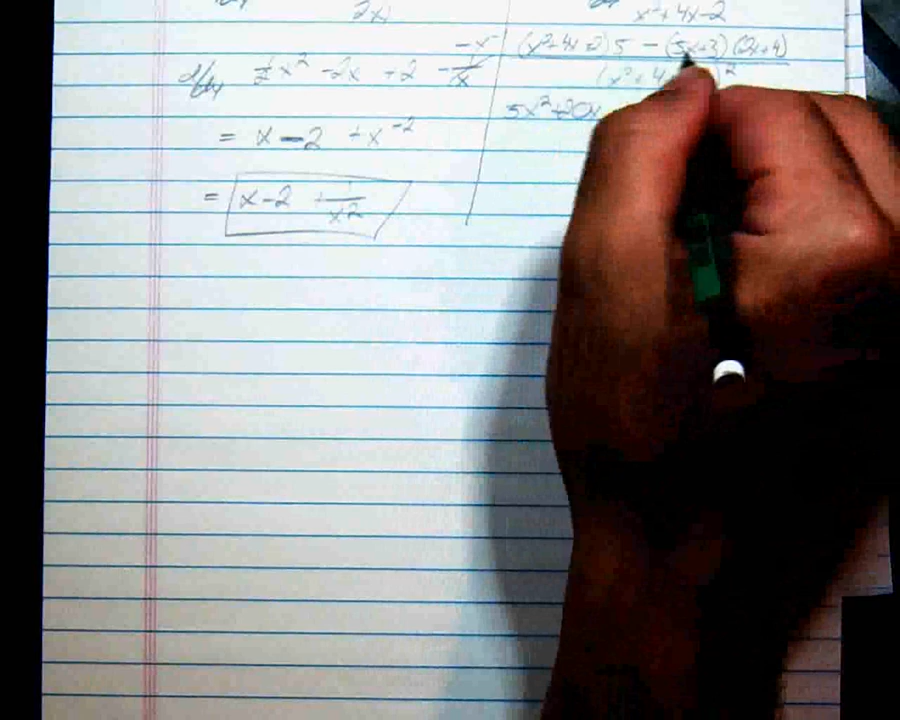 2x
d/dx ½x² -2x +2 -1/x -x⁻
= x-2 +x⁻²
= x-2 +1/x²
x²+4x-2
(x²+4x-2)5 - (5x+3)(2x+4)
(x²+4 )²
5x²+20x